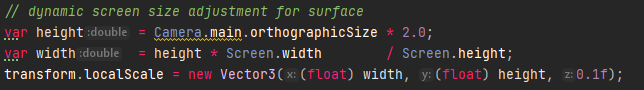 // dynamic screen size adjustment for surface
var height :double = Camera.main.orthographicSize * 2.0;
var width :double = height * Screen.width / Screen.height;
transform.localScale = new Vector3( x: (float) width, y: (float) height, z: 0.1f);